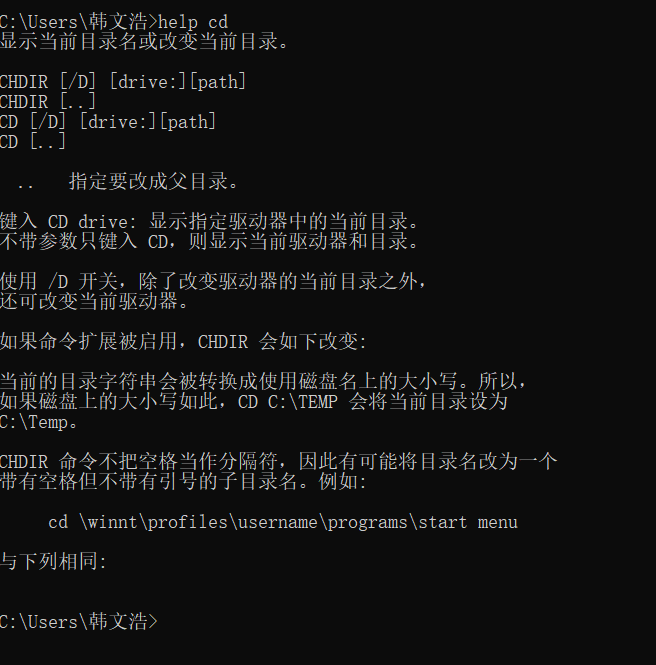 C:\Users\韩文浩>help cd
显示当前目录名或改变当前目录。
CHDIR [/D] [drive:][path]
CHDIR [..]
CD [/D] [drive:][path]
CD [..]
.. 指定要改成父目录。
键入 CD drive: 显示指定驱动器中的当前目录。
不带参数只键入 CD，则显示当前驱动器和目录。
使用 /D 开关，除了改变驱动器的当前目录之外，
还可改变当前驱动器。
如果命令扩展被启用，CHDIR 会如下改变:
当前的目录字符串会被转换成使用磁盘名上的大小写。所以，
如果磁盘上的大小写如此，CD C:\TEMP 会将当前目录设为
C:\Temp。
CHDIR 命令不把空格当作分隔符，因此有可能将目录名改为一个
带有空格但不带有引号的子目录名。例如:
cd \winnt\profiles\username\programs\start menu
与下列相同:
C:\Users\韩文浩>